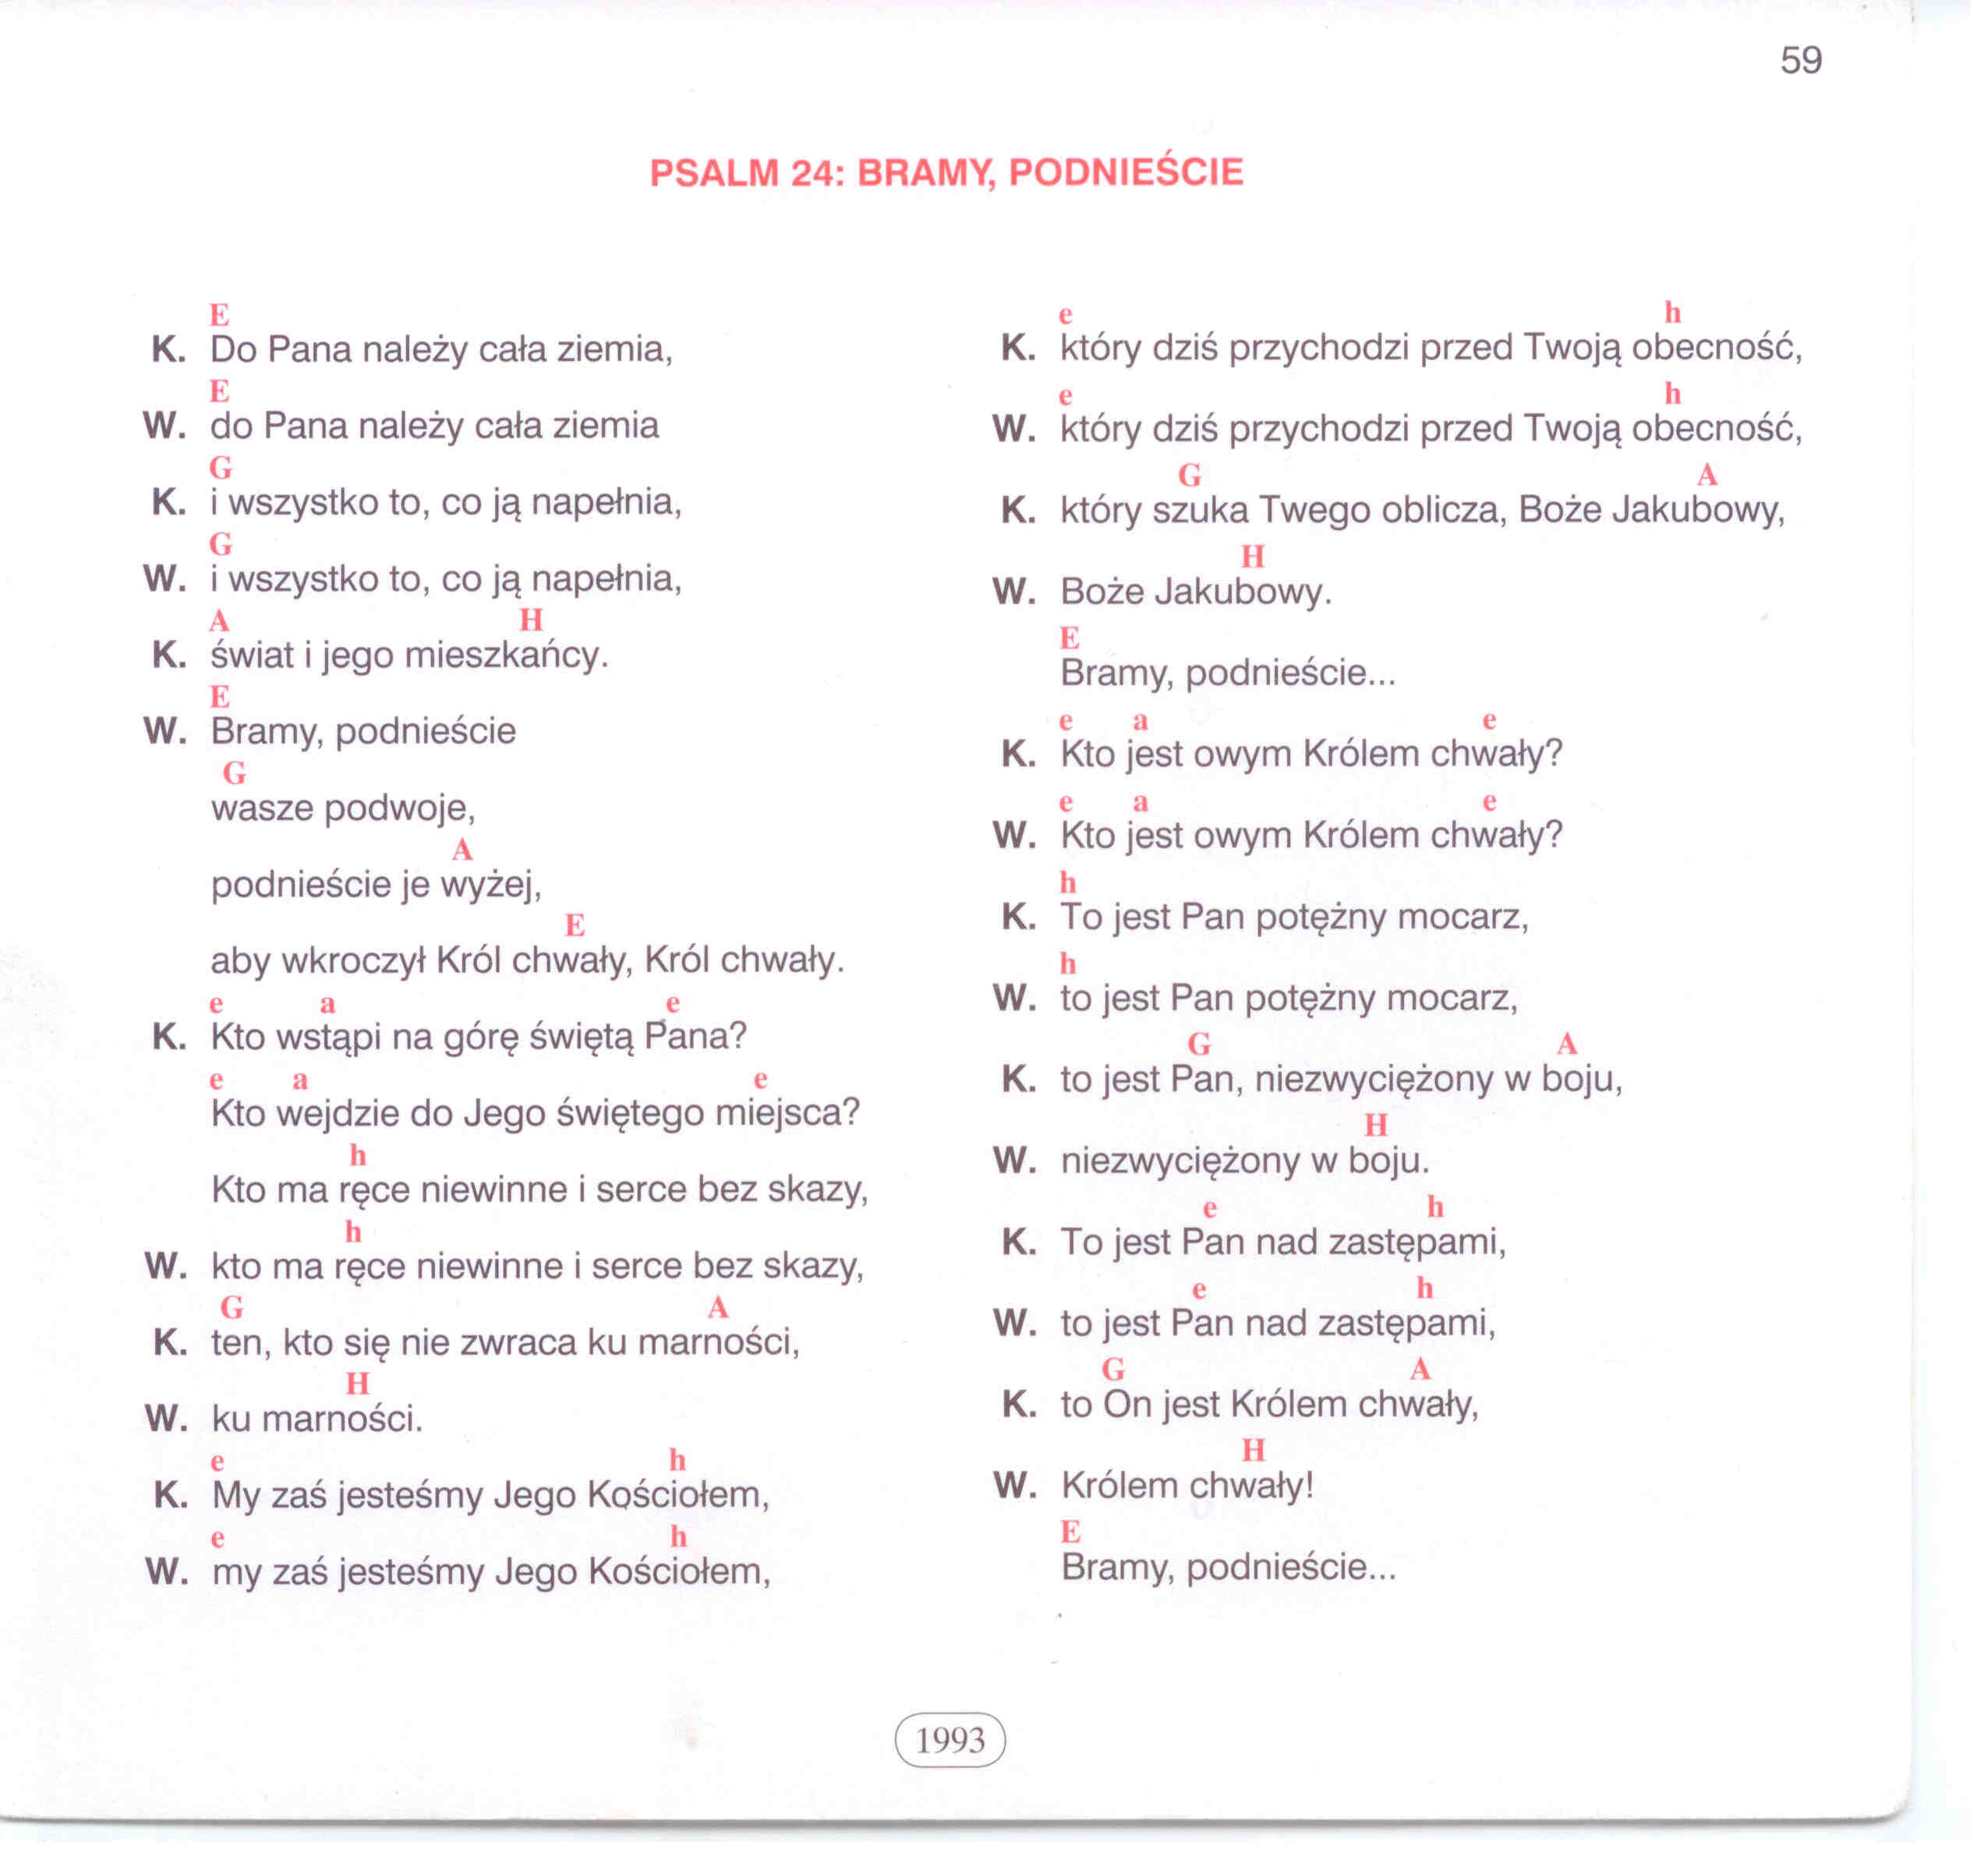 59
PSALM 24: BRAMY, PODNIEŚCIE
E
K. Do Pana należy cała ziemia,
E
W. do Pana należy cała ziemia
G
K. i wszystko to, co ją napełnia,
G
W. i wszystko to, co ją napełnia,
A H
K. świat i jego mieszkańcy.
E
W. Bramy, podnieście
G
wasze podwoje,
A
podnieście je wyżej,
E
aby wkroczył Król chwały, Król chwały.
e a e
K. Kto wstąpi na górę świętą Pana?
e a e
Kto wejdzie do Jego świętego miejsca?
h
Kto ma ręce niewinne i serce bez skazy,
h
W. kto ma ręce niewinne i serce bez skazy,
G A
K. ten, kto się nie zwraca ku marności,
H
W. ku marności.
e h
K. My zaś jesteśmy Jego Kościołem,
e h
W. my zaś jesteśmy Jego Kościołem,
e h
K. który dziś przychodzi przed Twoją obecność,
e h
W. który dziś przychodzi przed Twoją obecność,
G A
K. który szuka Twego oblicza, Boże Jakubowy,
H
W. Boże Jakubowy.
E
Bramy, podnieście...
e a e
K. Kto jest owym Królem chwały?
e a e
W. Kto jest owym Królem chwały?
h
K. To jest Pan potężny mocarz,
h
W. to jest Pan potężny mocarz,
G A
K. to jest Pan, niezwyciężony w boju,
H
W. niezwyciężony w boju.
e h
K. To jest Pan nad zastępami,
e h
W. to jest Pan nad zastępami,
G A
K. to On jest Królem chwały,
H
W. Królem chwały!
E
Bramy, podnieście...
1993